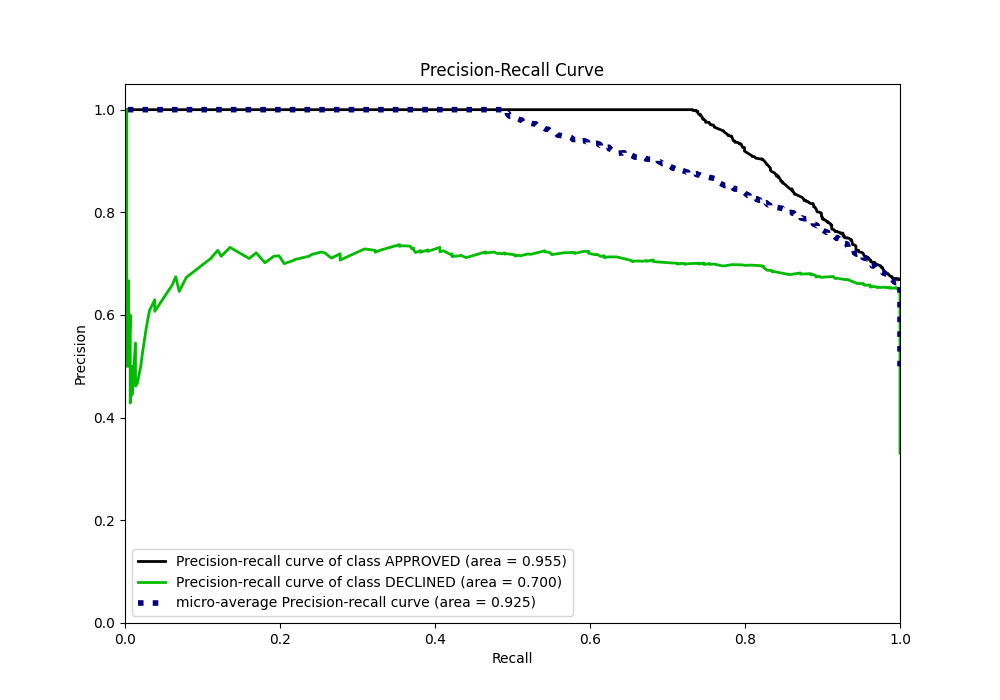 Precision-Recall Curve
1.0
0.8
0.6
0.4
0.2
0.0
Precision
Precision-recall curve of class APPROVED (area = 0.955)
Precision-recall curve of class DECLINED (area = 0.700)
micro-average Precision-recall curve (area = 0.925)
0.0 0.2 0.4 0.6 0.8 1.0
Recall